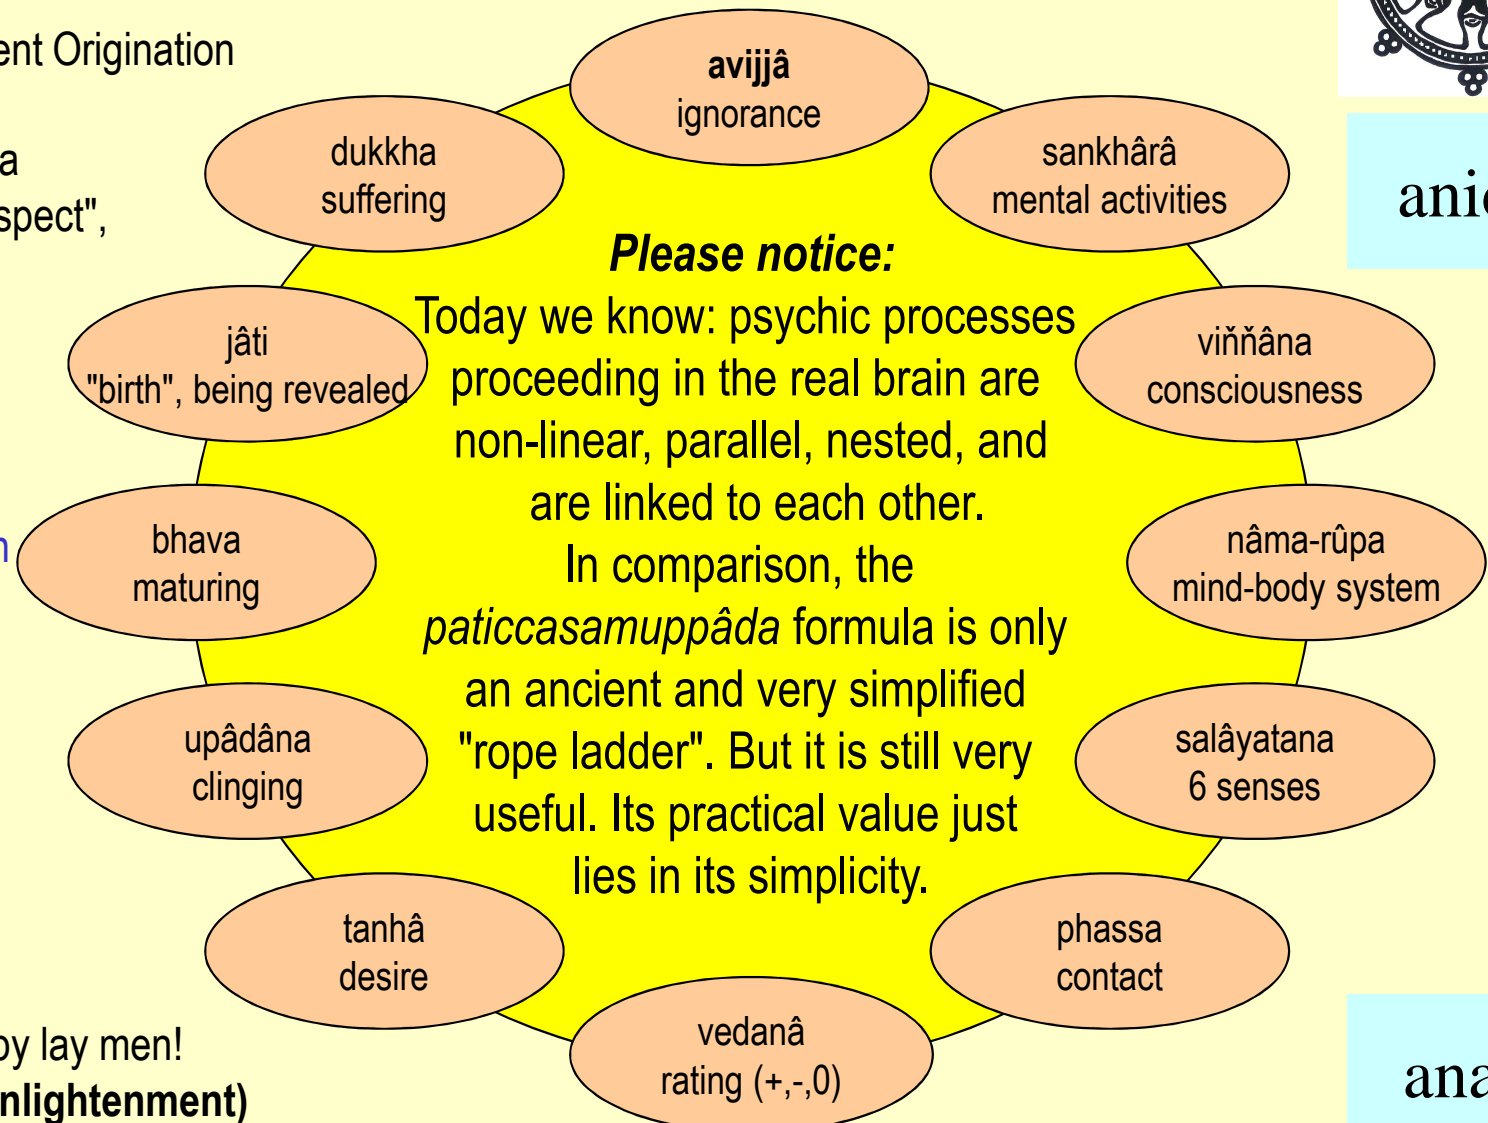 ent Origination
a
spect",
n
by lay men!
nlightenment)
avijjâ
ignorance
sankhârâ
mental activities
viňňâna
consciousness
nâma-rûpa
mind-body system
salâyatana
6 senses
phassa
contact
vedanâ
rating (+,-,0)
tanhâ
desire
upâdâna
clinging
bhava
maturing
jâti
"birth", being revealed
dukkha
suffering
Please notice:
Today we know: psychic processes
proceeding in the real brain are
non-linear, parallel, nested, and
are linked to each other.
In comparison, the
paticcasamuppâda formula is only
an ancient and very simplified
"rope ladder". But it is still very
useful. Its practical value just
lies in its simplicity.
ani
ana